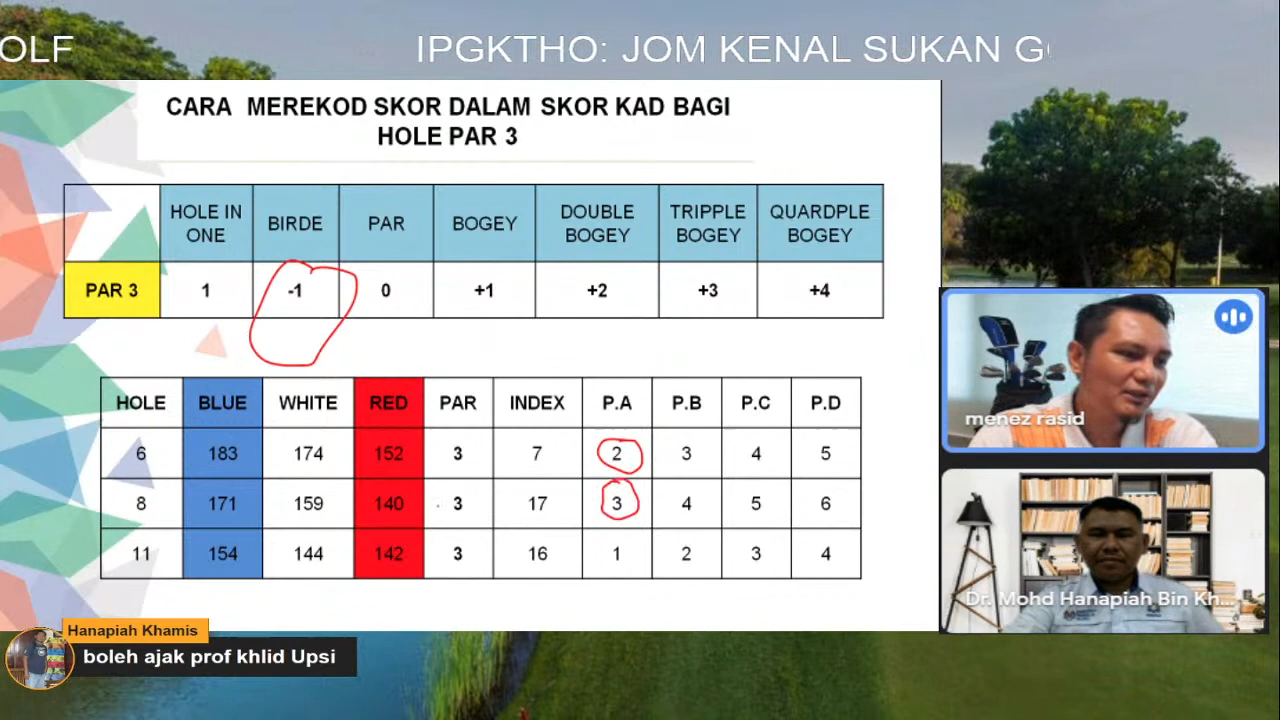 OLF IPGKTHO: JOM KENAL SUKAN G
CARA MEREKOD SKOR DALAM SKOR KAD BAGI
HOLE PAR 3
HOLE IN ONE BIRDE PAR BOGEY DOUBLE BOGEY TRIPPLE BOGEY QUARDPLE BOGEY
PAR 3 1 -1 0 +1 +2 +3 +4
HOLE BLUE WHITE RED PAR INDEX P.A P.B P.C P.D
6 183 174 152 3 7 2 3 4 5
8 171 159 140 3 17 3 4 5 6
11 154 144 142 3 16 1 2 3 4
menez rasid
Dr. Mohd Hanapiah Bin Kh...
Hanapiah Khamis
boleh ajak prof khlid Upsi